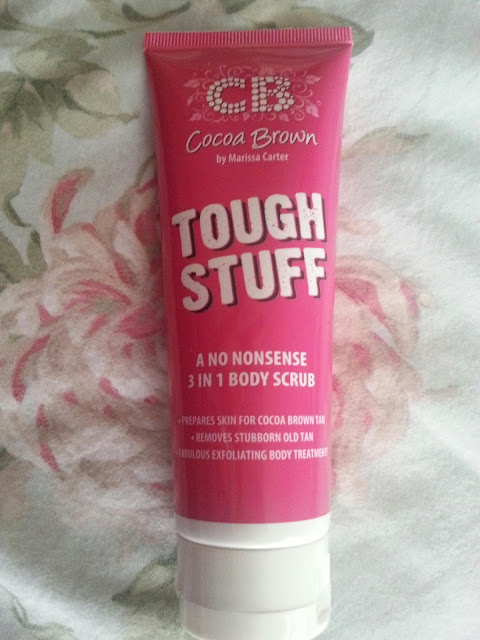 CB
Cocoa Brown
by Marissa Carter
TOUGH
STUFF
A NO NONSENSE
3 IN 1 BODY SCRUB
• PREPARES SKIN FOR COCOA BROWN TAN
• REMOVES STUBBORN OLD TAN
• FABULOUS EXFOLIATING BODY TREATMENT